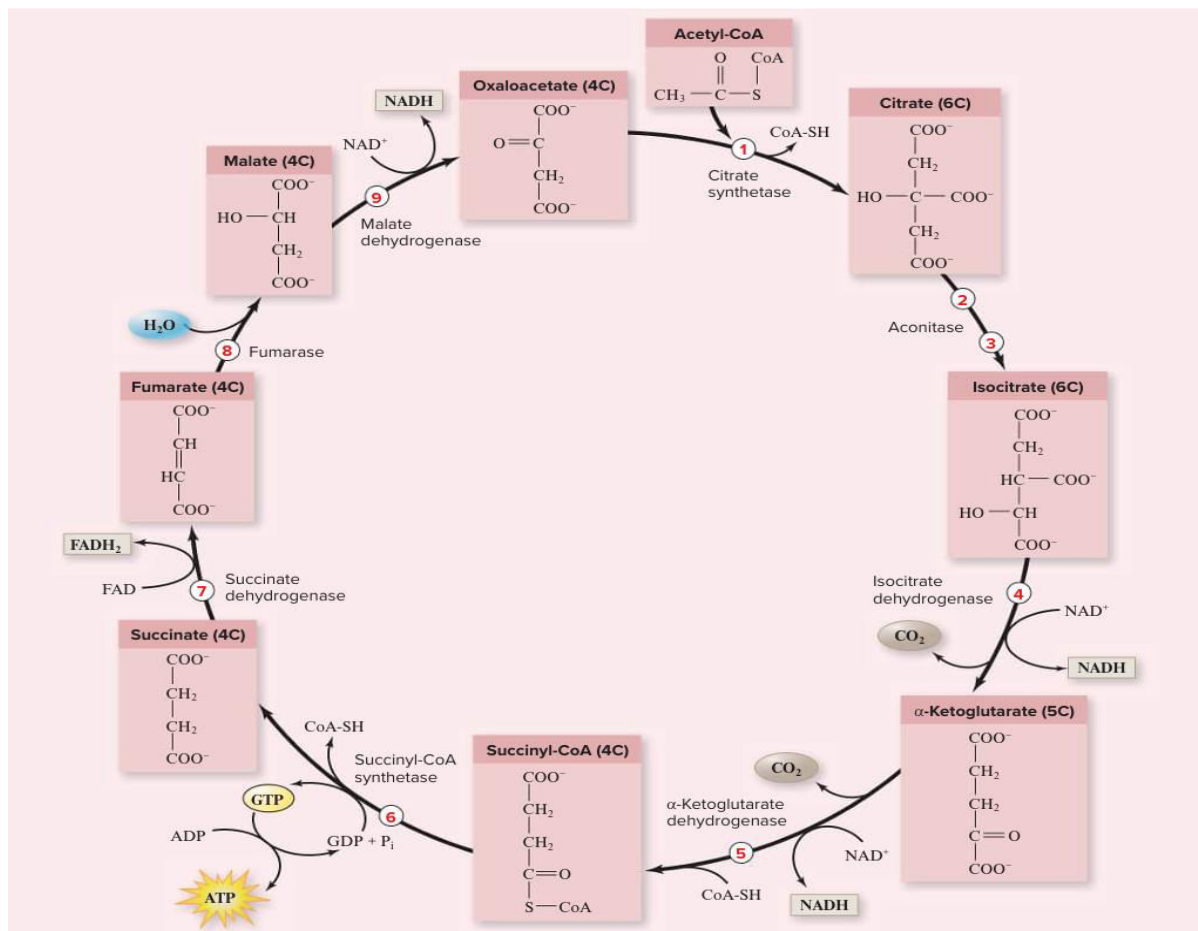 Acetyl-CoA
O CoA
CH₃ — C — S
Oxaloacetate (4C)
COO⁻
O=C
CH₂
COO⁻
NADH
NAD⁺
9
Malate
dehydrogenase
1
CoA-SH
Citrate
synthetase
Citrate (6C)
COO⁻
CH₂
HO — C — COO⁻
CH₂
COO⁻
2
Aconitase
3
Isocitrate (6C)
COO⁻
CH₂
HC — COO⁻
HO — CH
COO⁻
Isocitrate
dehydrogenase
4
NAD⁺
CO₂
NADH
α-Ketoglutarate (5C)
COO⁻
CH₂
CH₂
C=O
COO⁻
CO₂
α-Ketoglutarate
dehydrogenase
5
NAD⁺
CoA-SH
NADH
Succinyl-CoA (4C)
COO⁻
CH₂
CH₂
C=O
S — CoA
CoA-SH
Succinyl-CoA
synthetase
6
GTP
GDP + Pᵢ
ADP
ATP
Succinate (4C)
COO⁻
CH₂
CH₂
COO⁻
7
Succinate
dehydrogenase
FADH₂
FAD
Fumarate (4C)
COO⁻
CH
HC
COO⁻
H₂O
8
Fumarase
Malate (4C)
COO⁻
HO — CH
CH₂
COO⁻